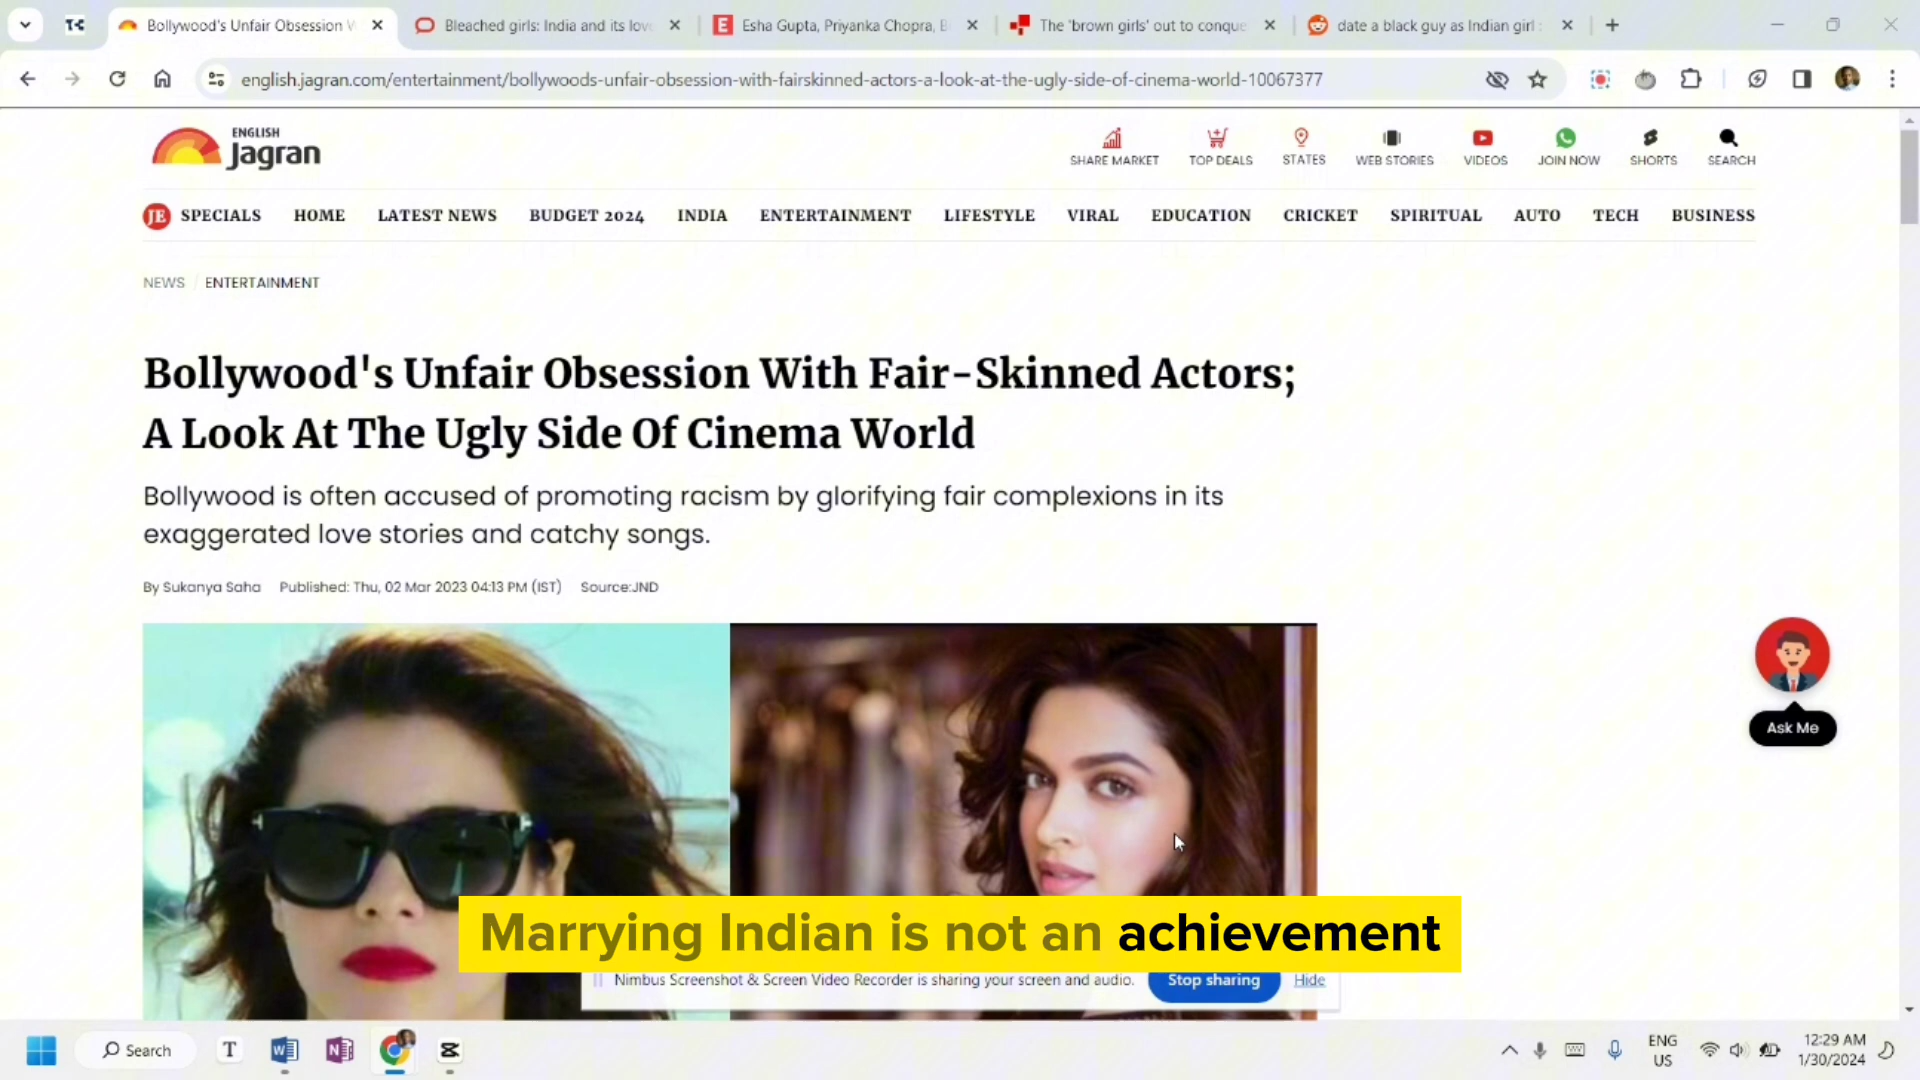 Bollywood's Unfair Obsession
Bleached girls: India and its lov
Esha Gupta, Priyanka Chopra, B
The 'brown girls' out to conque
date a black guy as Indian girl :
english.jagran.com/entertainment/bollywoods-unfair-obsession-with-fairskinned-actors-a-look-at-the-ugly-side-of-cinema-world-10067377
ENGLISH
Jagran
SHARE MARKET
TOP DEALS
STATES
WEB STORIES
VIDEOS
JOIN NOW
SHORTS
SEARCH
JE SPECIALS HOME LATEST NEWS BUDGET 2024 INDIA ENTERTAINMENT LIFESTYLE VIRAL EDUCATION CRICKET SPIRITUAL AUTO TECH BUSINESS
NEWS / ENTERTAINMENT
Bollywood's Unfair Obsession With Fair-Skinned Actors;
A Look At The Ugly Side Of Cinema World
Bollywood is often accused of promoting racism by glorifying fair complexions in its
exaggerated love stories and catchy songs.
By Sukanya Saha Published: Thu, 02 Mar 2023 04:13 PM (IST) Source:JND
Ask Me
Marrying Indian is not an achievement
Nimbus Screenshot & Screen Video Recorder is sharing your screen and audio. Stop sharing Hide
Search
ENG
US
12:29 AM
1/30/2024